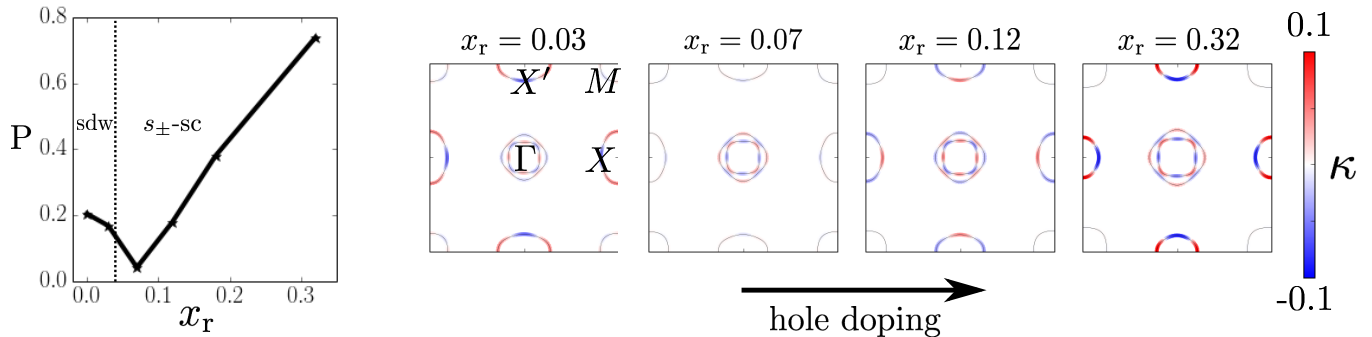 0.8
0.6
0.4
0.2
0.0
P
sdw
s±-sc
0.0 0.1 0.2 0.3
xr
xr = 0.03
xr = 0.07
xr = 0.12
xr = 0.32
X′ M
Γ X
hole doping
0.1
κ
-0.1